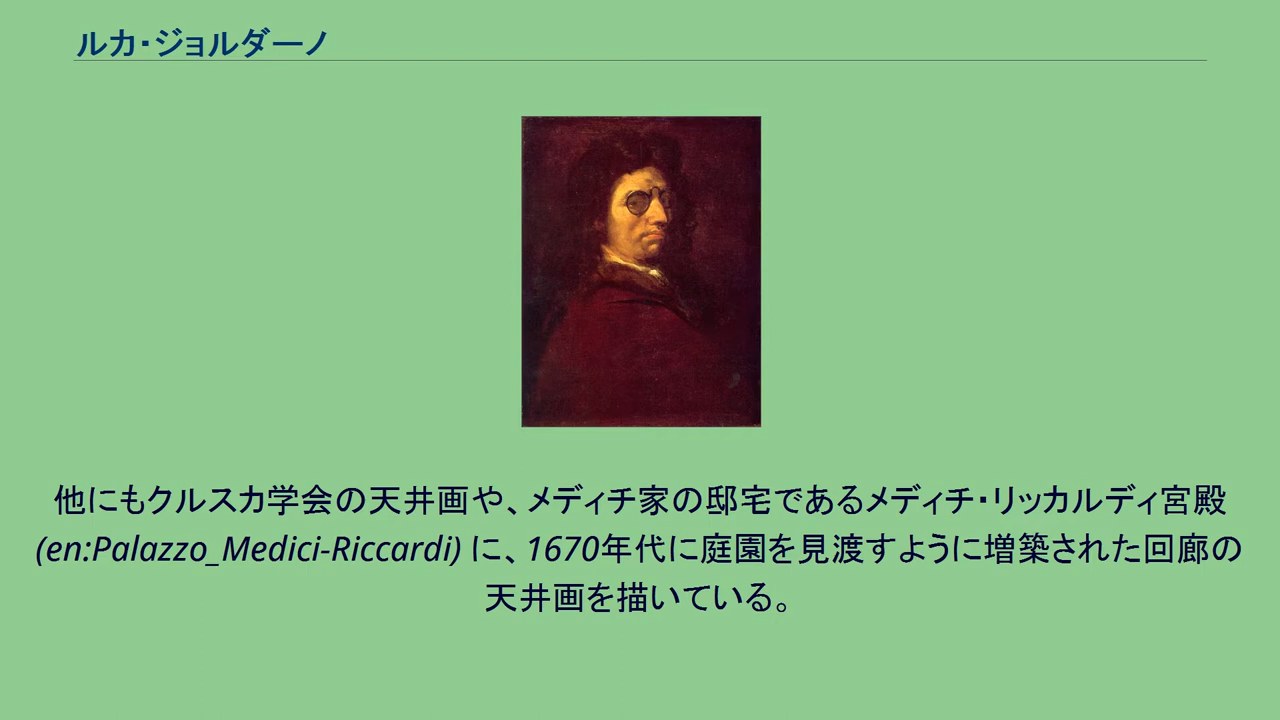 ルカ・ジョルダーノ
他にもクルスカ学会の天井画や、メディチ家の邸宅であるメディチ・リッカルディ宮殿
(en:Palazzo_Medici-Riccardi) に、1670年代に庭園を見渡すように増築された回廊の
天井画を描いている。